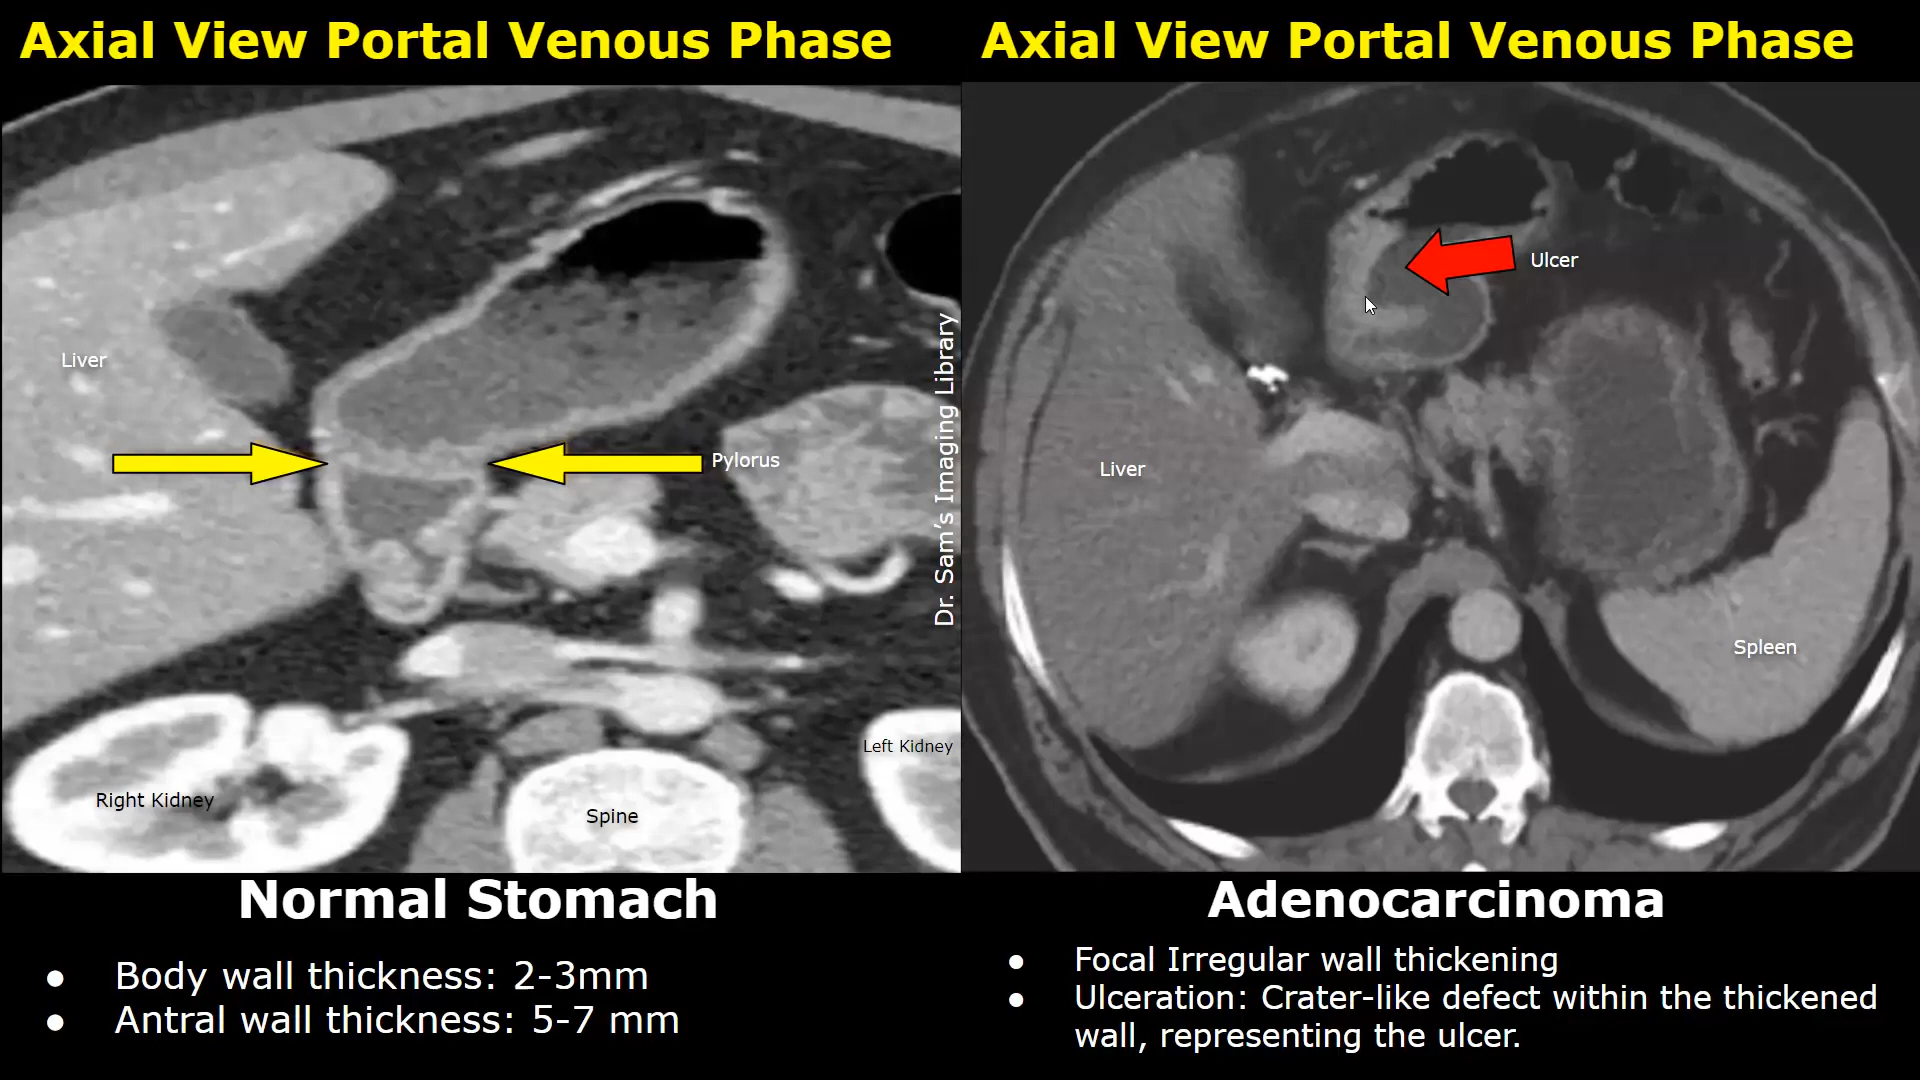 Axial View Portal Venous Phase
Liver
Pylorus
Right Kidney
Spine
Left Kidney
Dr. Sam’s Imaging Library
Normal Stomach
● Body wall thickness: 2-3mm
● Antral wall thickness: 5-7 mm
Axial View Portal Venous Phase
Ulcer
Liver
Spleen
Adenocarcinoma
● Focal Irregular wall thickening
● Ulceration: Crater-like defect within the thickened
wall, representing the ulcer.